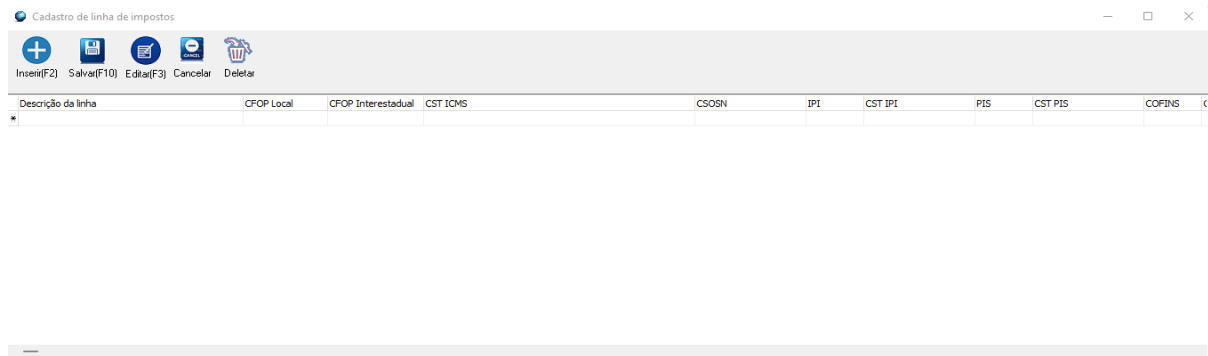 Cadastro de linha de impostos
Inserir(F2) Salvar(F10) Editar(F3) Cancelar Deletar
Descrição da linha CFOP Local CFOP Interestadual CST ICMS CSOSN IPI CST IPI PIS CST PIS COFINS
*